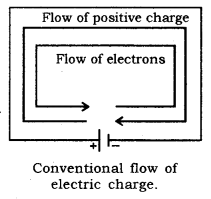 Flow of positive charge
Flow of electrons
+ −
Conventional flow of
electric charge.